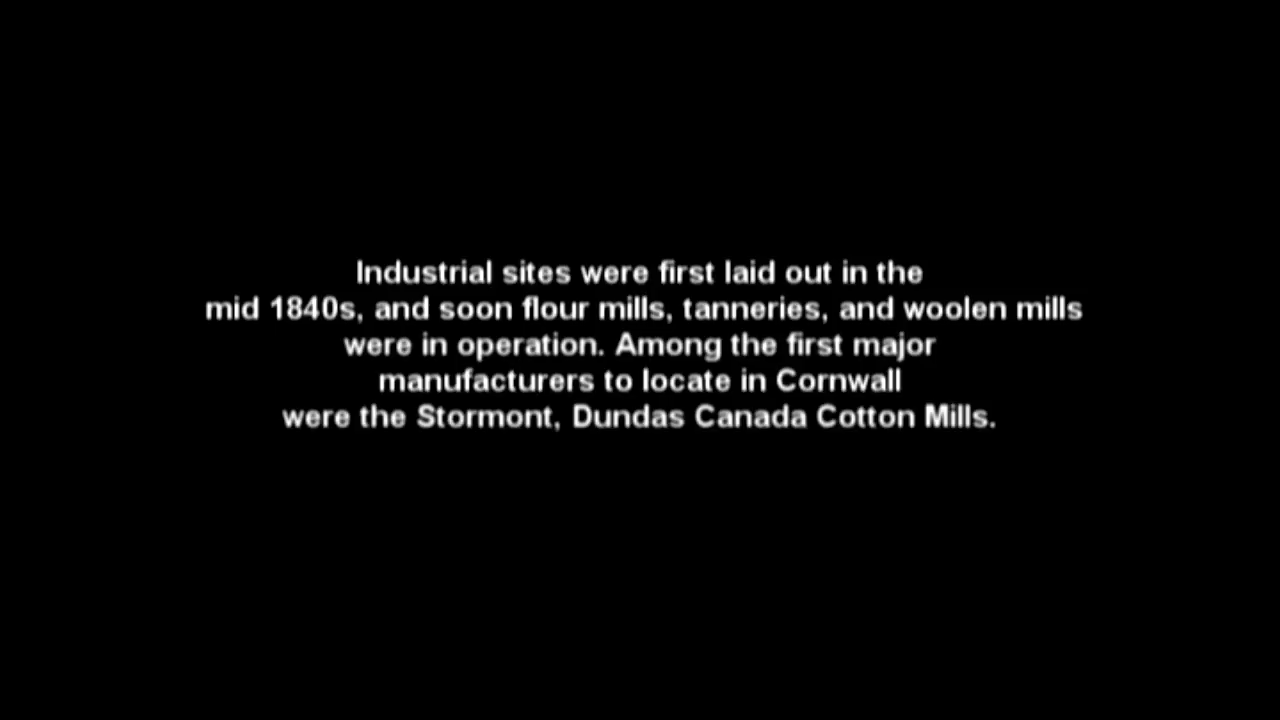 Industrial sites were first laid out in the
mid 1840s, and soon flour mills, tanneries, and woolen mills
were in operation. Among the first major
manufacturers to locate in Cornwall
were the Stormont, Dundas Canada Cotton Mills.